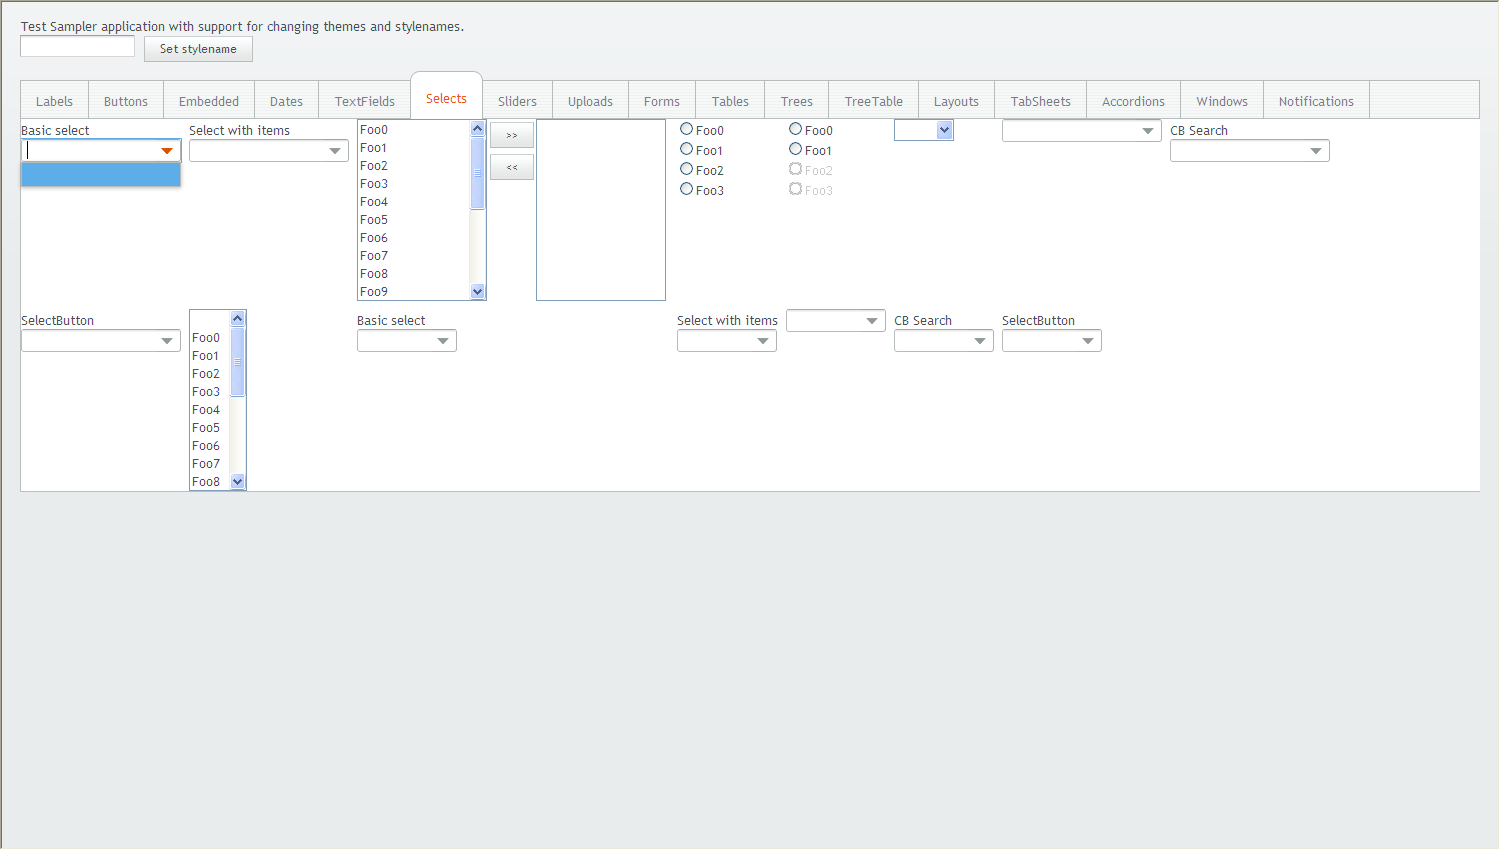 Test Sampler application with support for changing themes and stylenames.
Set stylename
Labels Buttons Embedded Dates TextFields Selects Sliders Uploads Forms Tables Trees TreeTable Layouts TabSheets Accordions Windows Notifications
Basic select
Select with items
Foo0
Foo1
Foo2
Foo3
Foo4
Foo5
Foo6
Foo7
Foo8
Foo9
>>
<<
Foo0
Foo1
Foo2
Foo3
Foo0
Foo1
Foo2
Foo3
CB Search
SelectButton
Foo0
Foo1
Foo2
Foo3
Foo4
Foo5
Foo6
Foo7
Foo8
Basic select
Select with items
CB Search
SelectButton